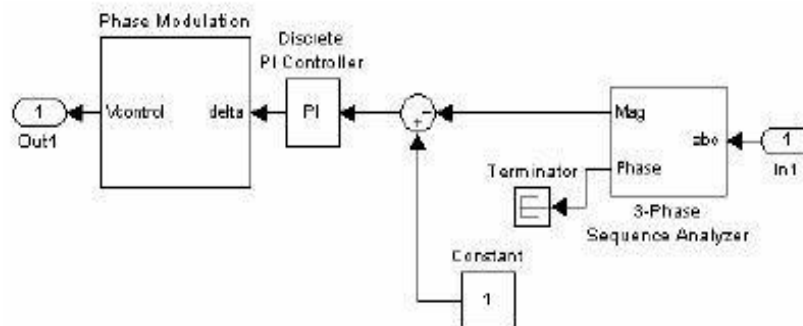 Phase Modulation
Discrete
PI Controller
1
Out1
Vcontrol
delta
PI
-
+
Mag
abc
Phase
1
In1
Terminator
3-Phase
Sequence Analyzer
Constant
1